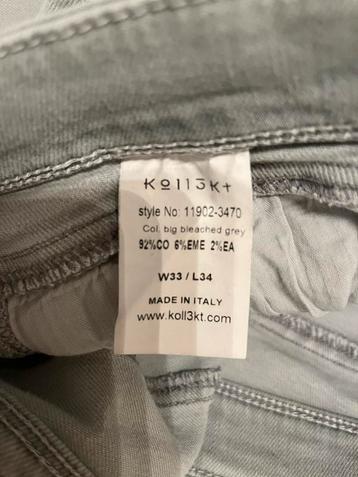 KOll3Kt
style No: 11902-3470
Col. big bleached grey
92%CO 6%EME 2%EA
W33 / L34
MADE IN ITALY
www.koll3kt.com